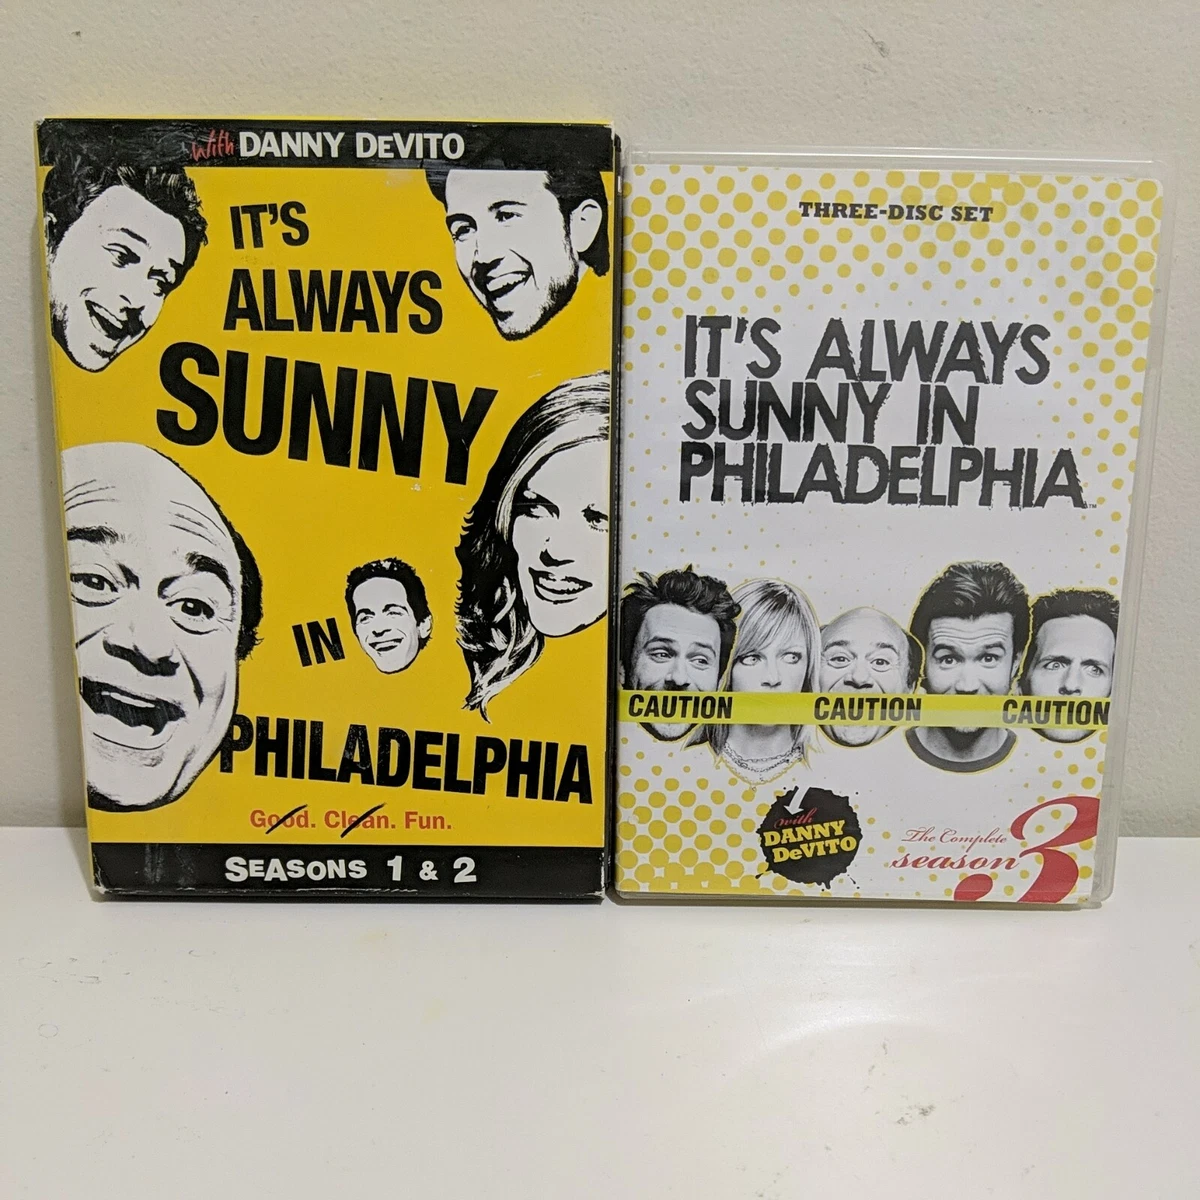 with DANNY DeVITO
IT'S
ALWAYS
SUNNY
IN
PHILADELPHIA
Good. Clean. Fun.
SEASONS 1 & 2
THREE-DISC SET
IT'S ALWAYS
SUNNY IN
PHILADELPHIA™
CAUTION CAUTION CAUTION
with
DANNY
DeVITO
The Complete
season 3